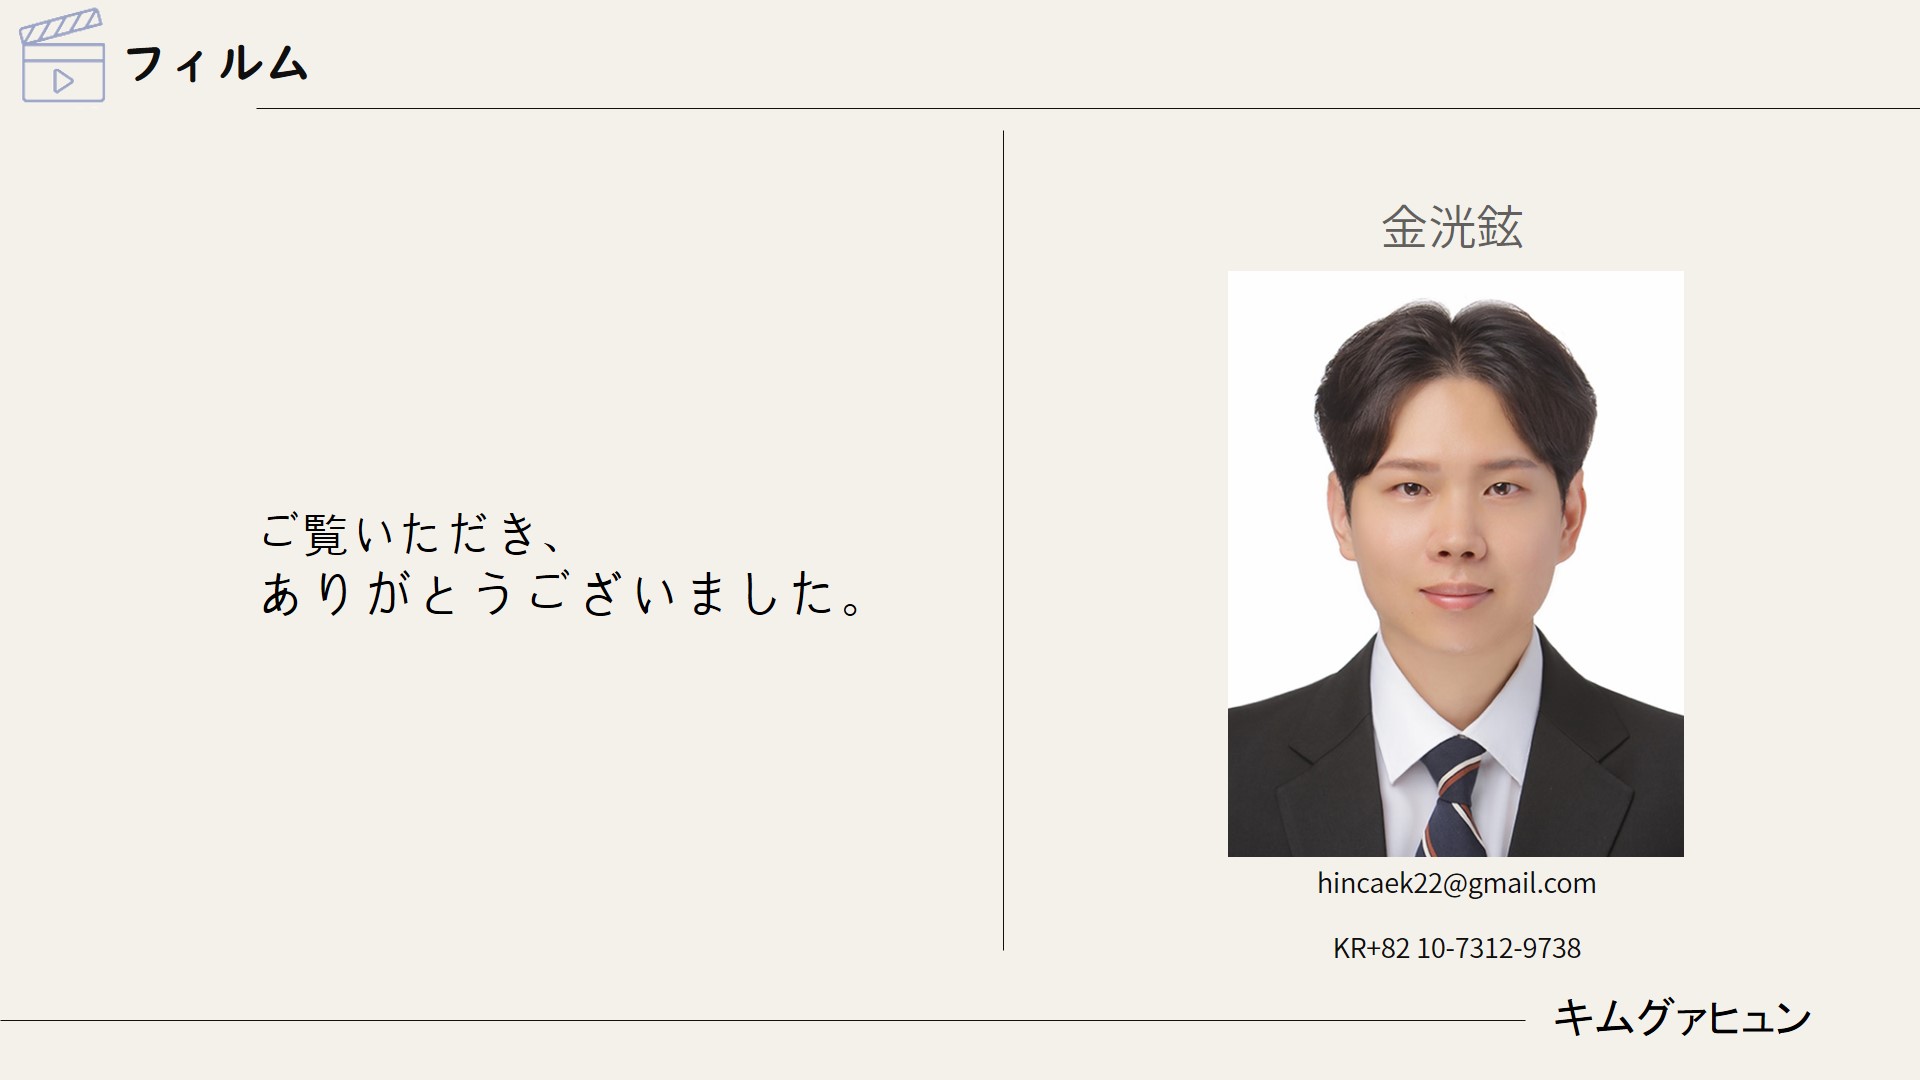 フィルム
ご覧いただき、
ありがとうございました。
金洸鉉
hincaek22@gmail.com
KR+82 10-7312-9738
キムグァヒュン